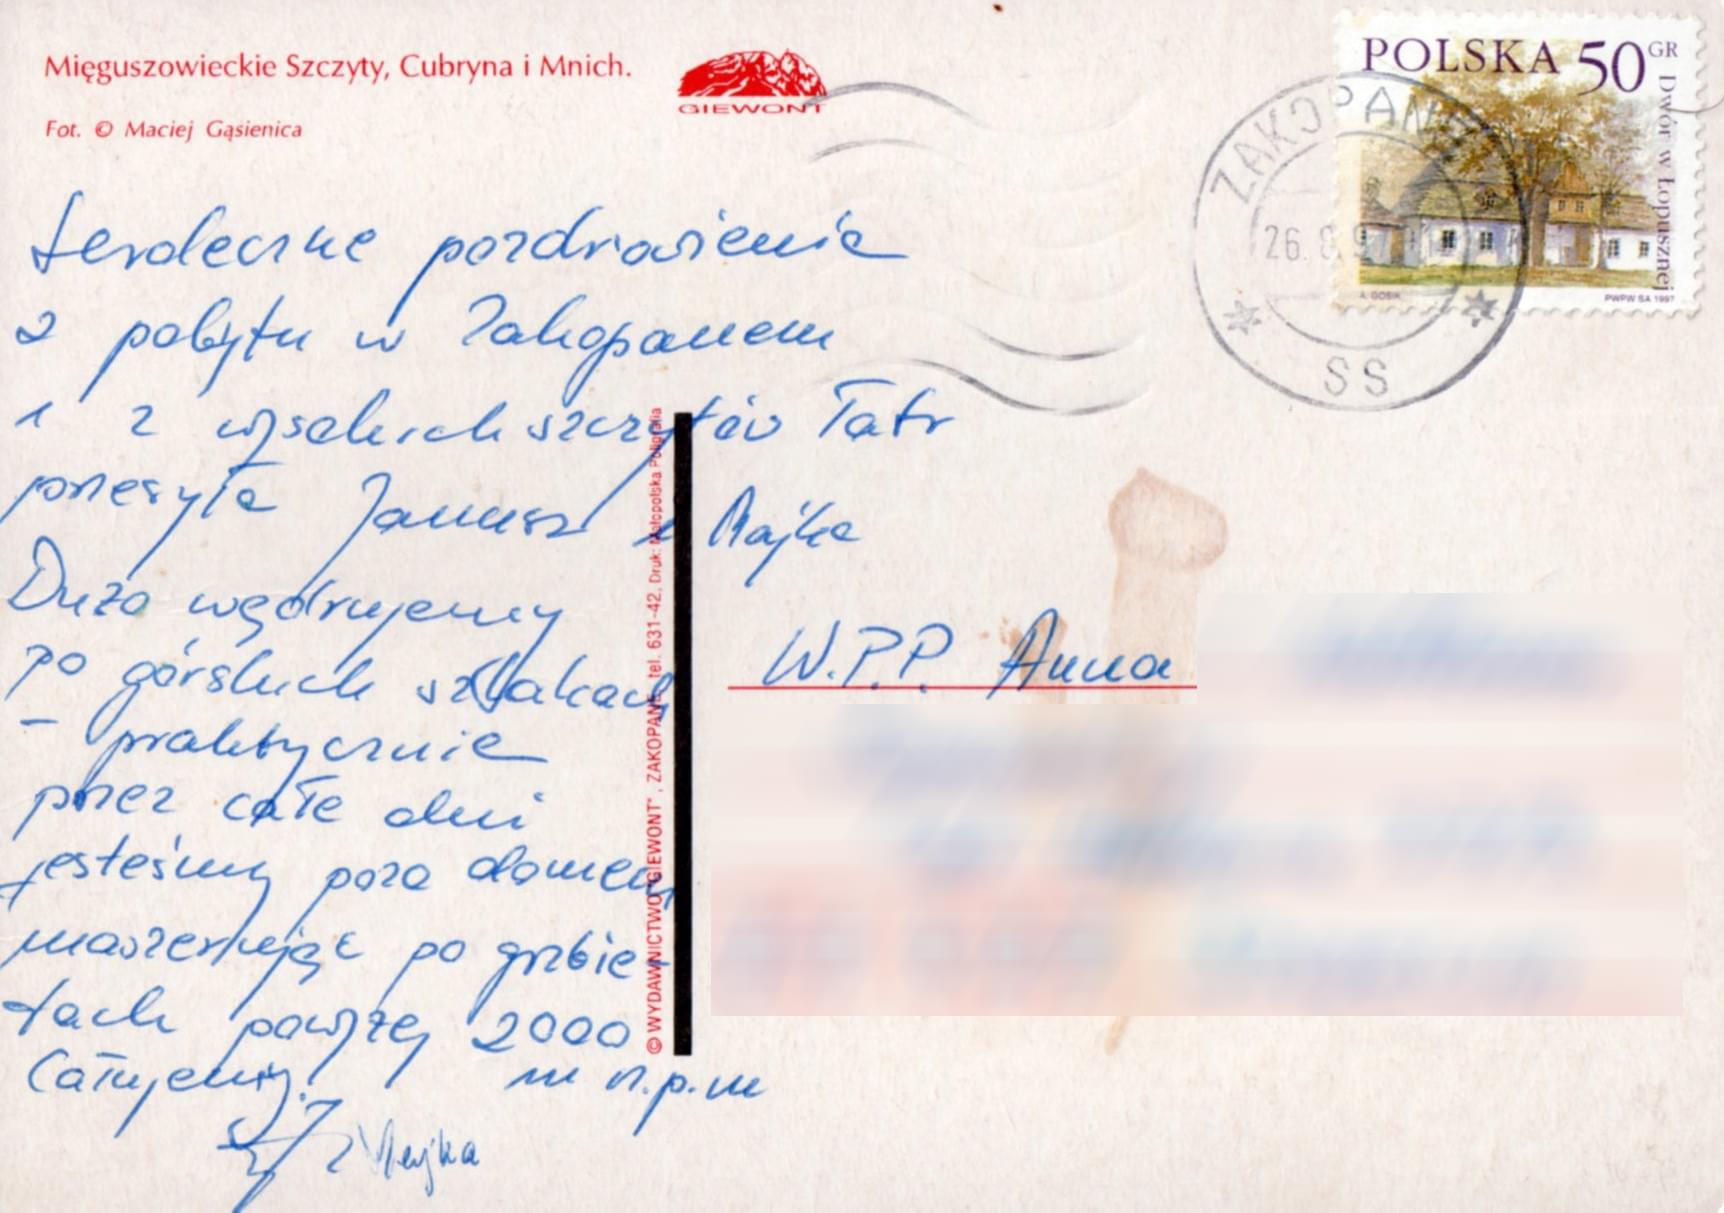 Mięguszowieckie Szczyty, Cubryna i Mnich.
Fot. © Maciej Gąsienica
GIEWONT
POLSKA 50 GR
Dwór w Łopusznej
A. GOSIK
PWPW SA 1997
ZAKOPANE
26. 8. 9
SS
Serdeczne pozdrowienia
z pobytu w Zakopanem
i z wysokich szczytów Tatr
przesyła Janusz z Majką
Dużo wędrujemy
po górskich szlakach
- praktycznie
przez całe dni
jesteśmy poza domem
maszerując po grzbie-
tach powyżej 2000
m n.p.m
Całujemy.
Majka
© WYDAWNICTWO "GIEWONT", ZAKOPANE, tel. 631-42, Druk: Małopolska Poligrafia
W.P.P. Anna